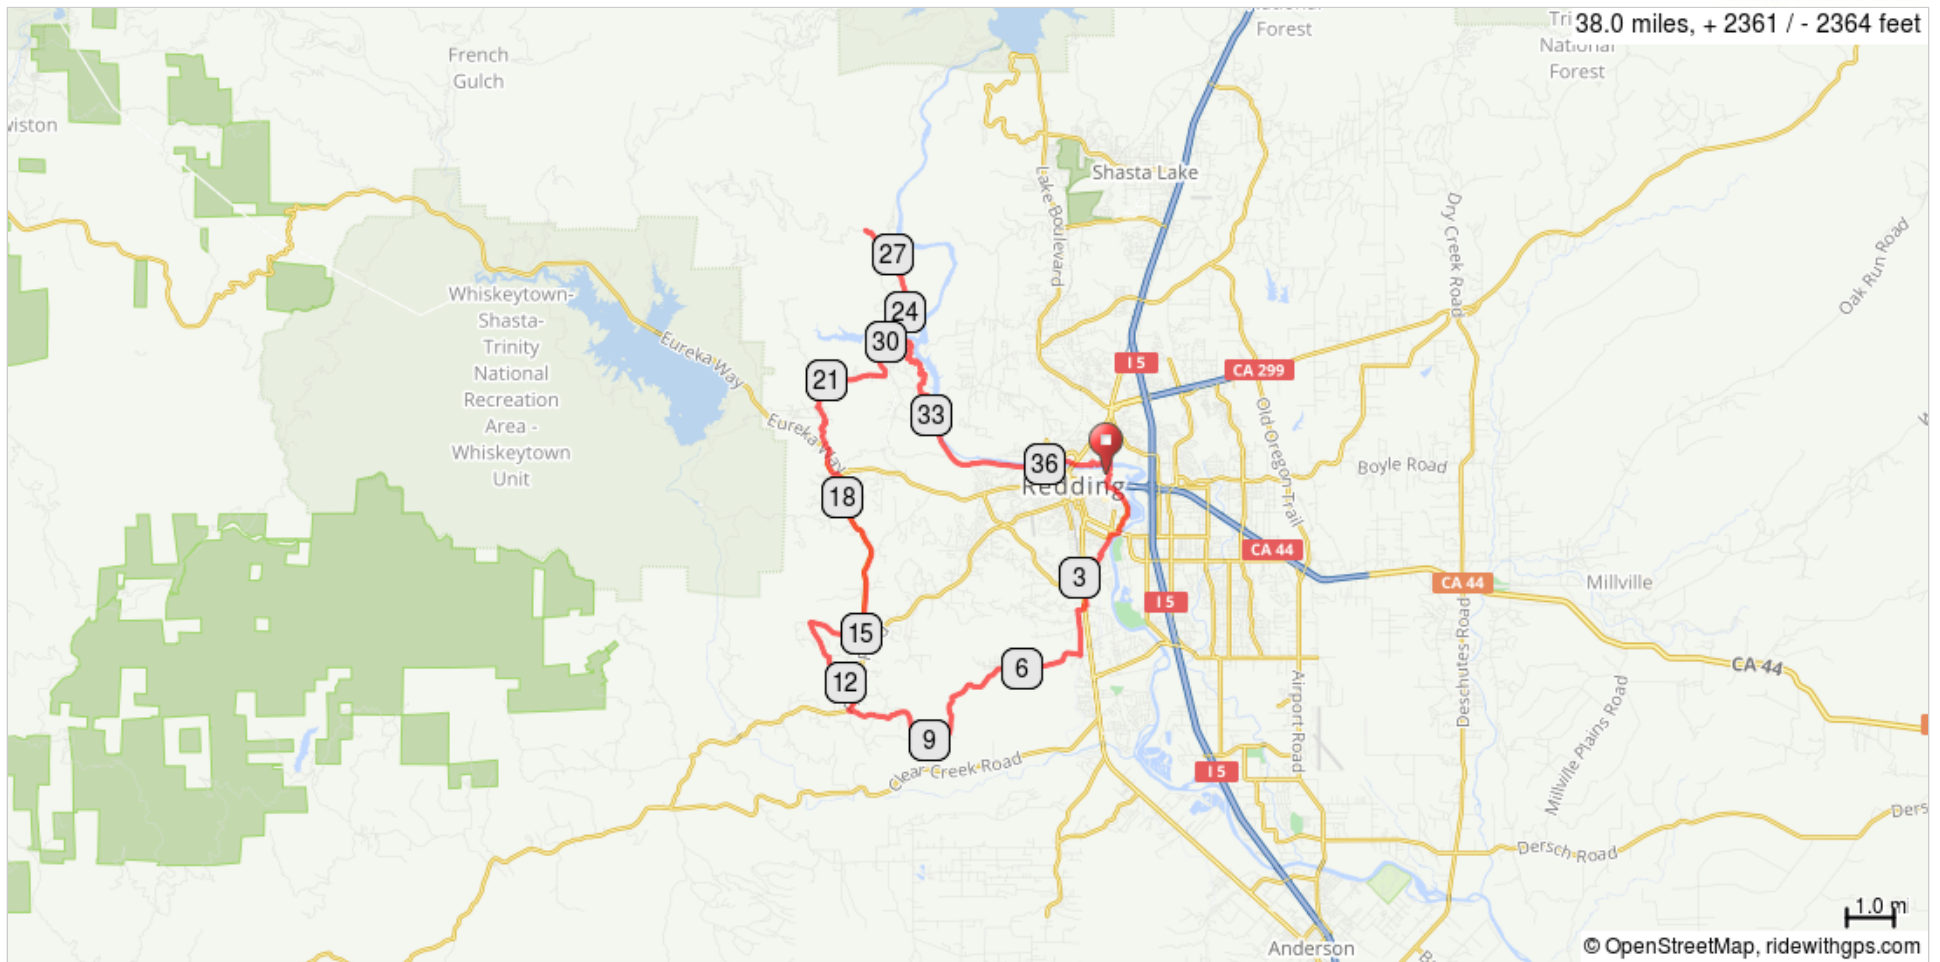 38.0 miles, + 2361 / - 2364 feet
Forest
Tri
National
Forest
French
Gulch
wiston
Shasta Lake
Lake Boulevard
Dry Creek Road
Oak Run Road
Whiskeytown-
Shasta-
Trinity
National
Recreation
Area -
Whiskeytown
Unit
Eureka Way
Eureka Way
27
24
30
21
33
36
18
3
15
6
12
9
I 5
CA 299
Old Oregon Trail
Boyle Road
Redding
CA 44
CA 44
Millville
I 5
CA 44
Deschutes Road
Airport Road
Millville Plains Road
Clear Creek Road
I 5
Ders
Dersch Road
Anderson
1.0 m
© OpenStreetMap, ridewithgps.com